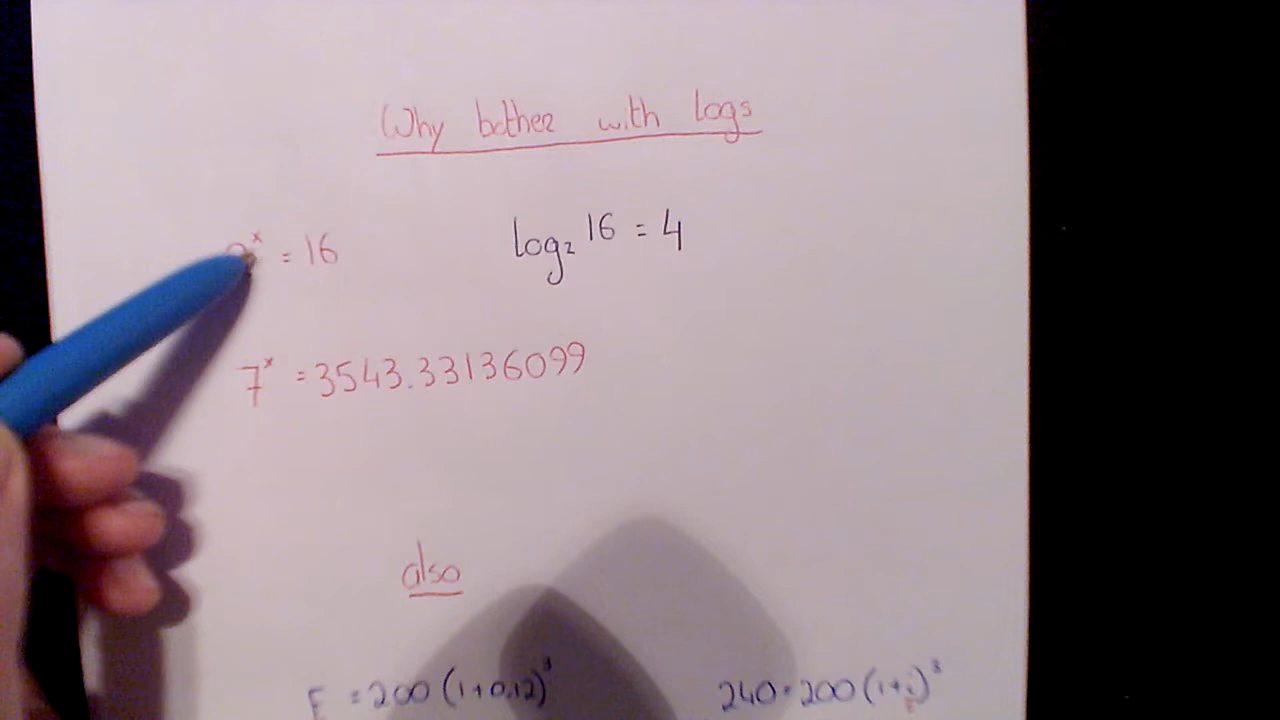 Why bother with logs
x = 16
log₂ 16 = 4
7ˣ = 3543.33136099
also
F = 200 (1+0.12)³
240 = 200 (1+i)³